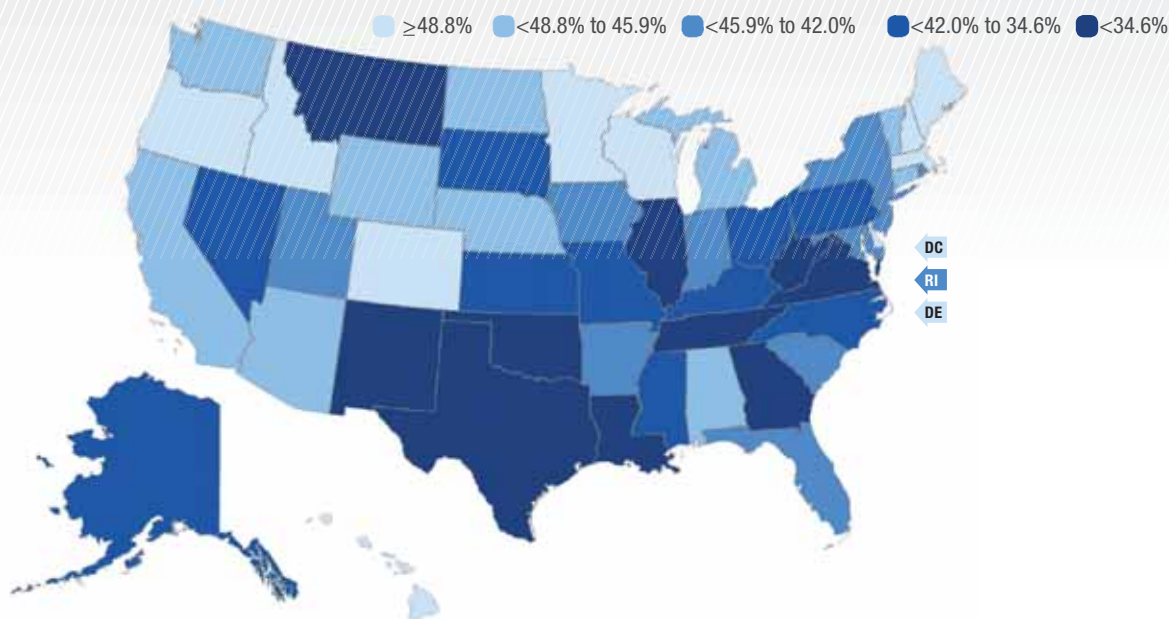 ≥48.8% <48.8% to 45.9% <45.9% to 42.0% <42.0% to 34.6% <34.6%
DC
RI
DE